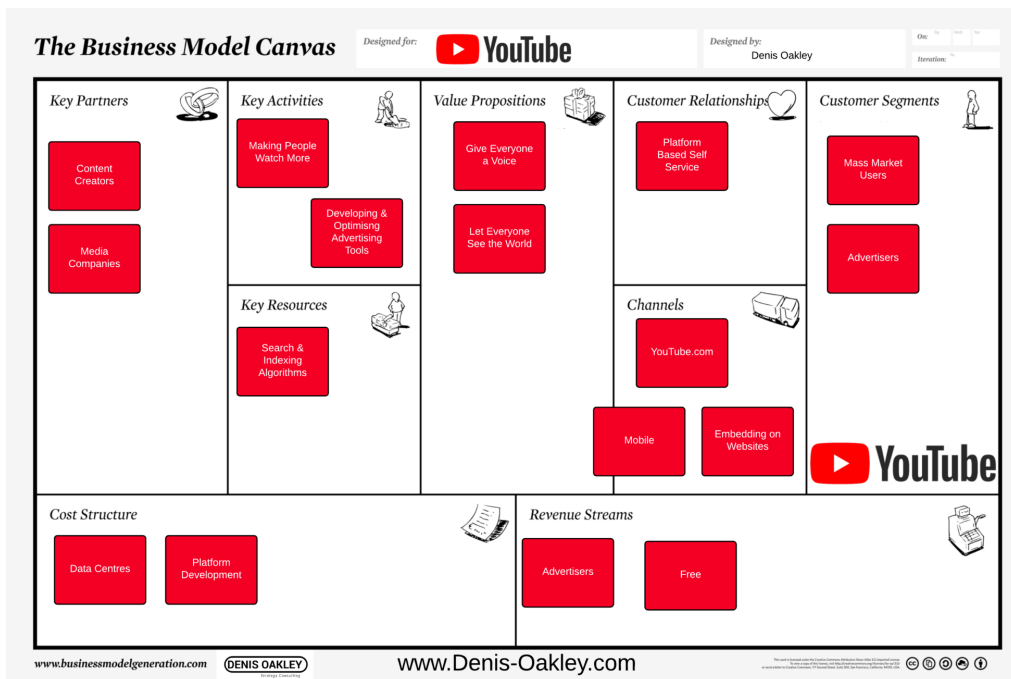 The Business Model Canvas
Designed for:
YouTube
Designed by:
Denis Oakley
On:
Iteration:
Key Partners
Content
Creators
Media
Companies
Key Activities
Making People
Watch More
Developing &
Optimisng
Advertising
Tools
Key Resources
Search &
Indexing
Algorithms
Value Propositions
Give Everyone
a Voice
Let Everyone
See the World
Customer Relationships
Platform
Based Self
Service
Channels
YouTube.com
Mobile
Embedding on
Websites
Customer Segments
Mass Market
Users
Advertisers
YouTube
Cost Structure
Data Centres
Platform
Development
Revenue Streams
Advertisers
Free
www.businessmodelgeneration.com
DENIS OAKLEY
Strategy Consulting
www.Denis-Oakley.com